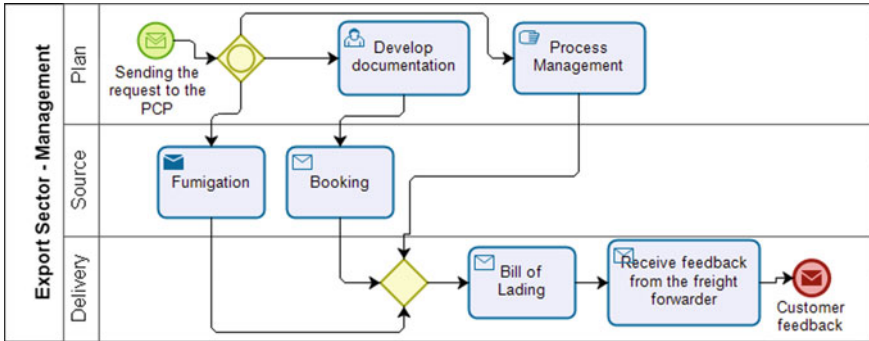 Export Sector - Management
Plan
Sending the
request to the
PCP
Develop
documentation
Process
Management
Source
Fumigation
Booking
Delivery
Bill of
Lading
Receive feedback
from the freight
forwarder
Customer
feedback